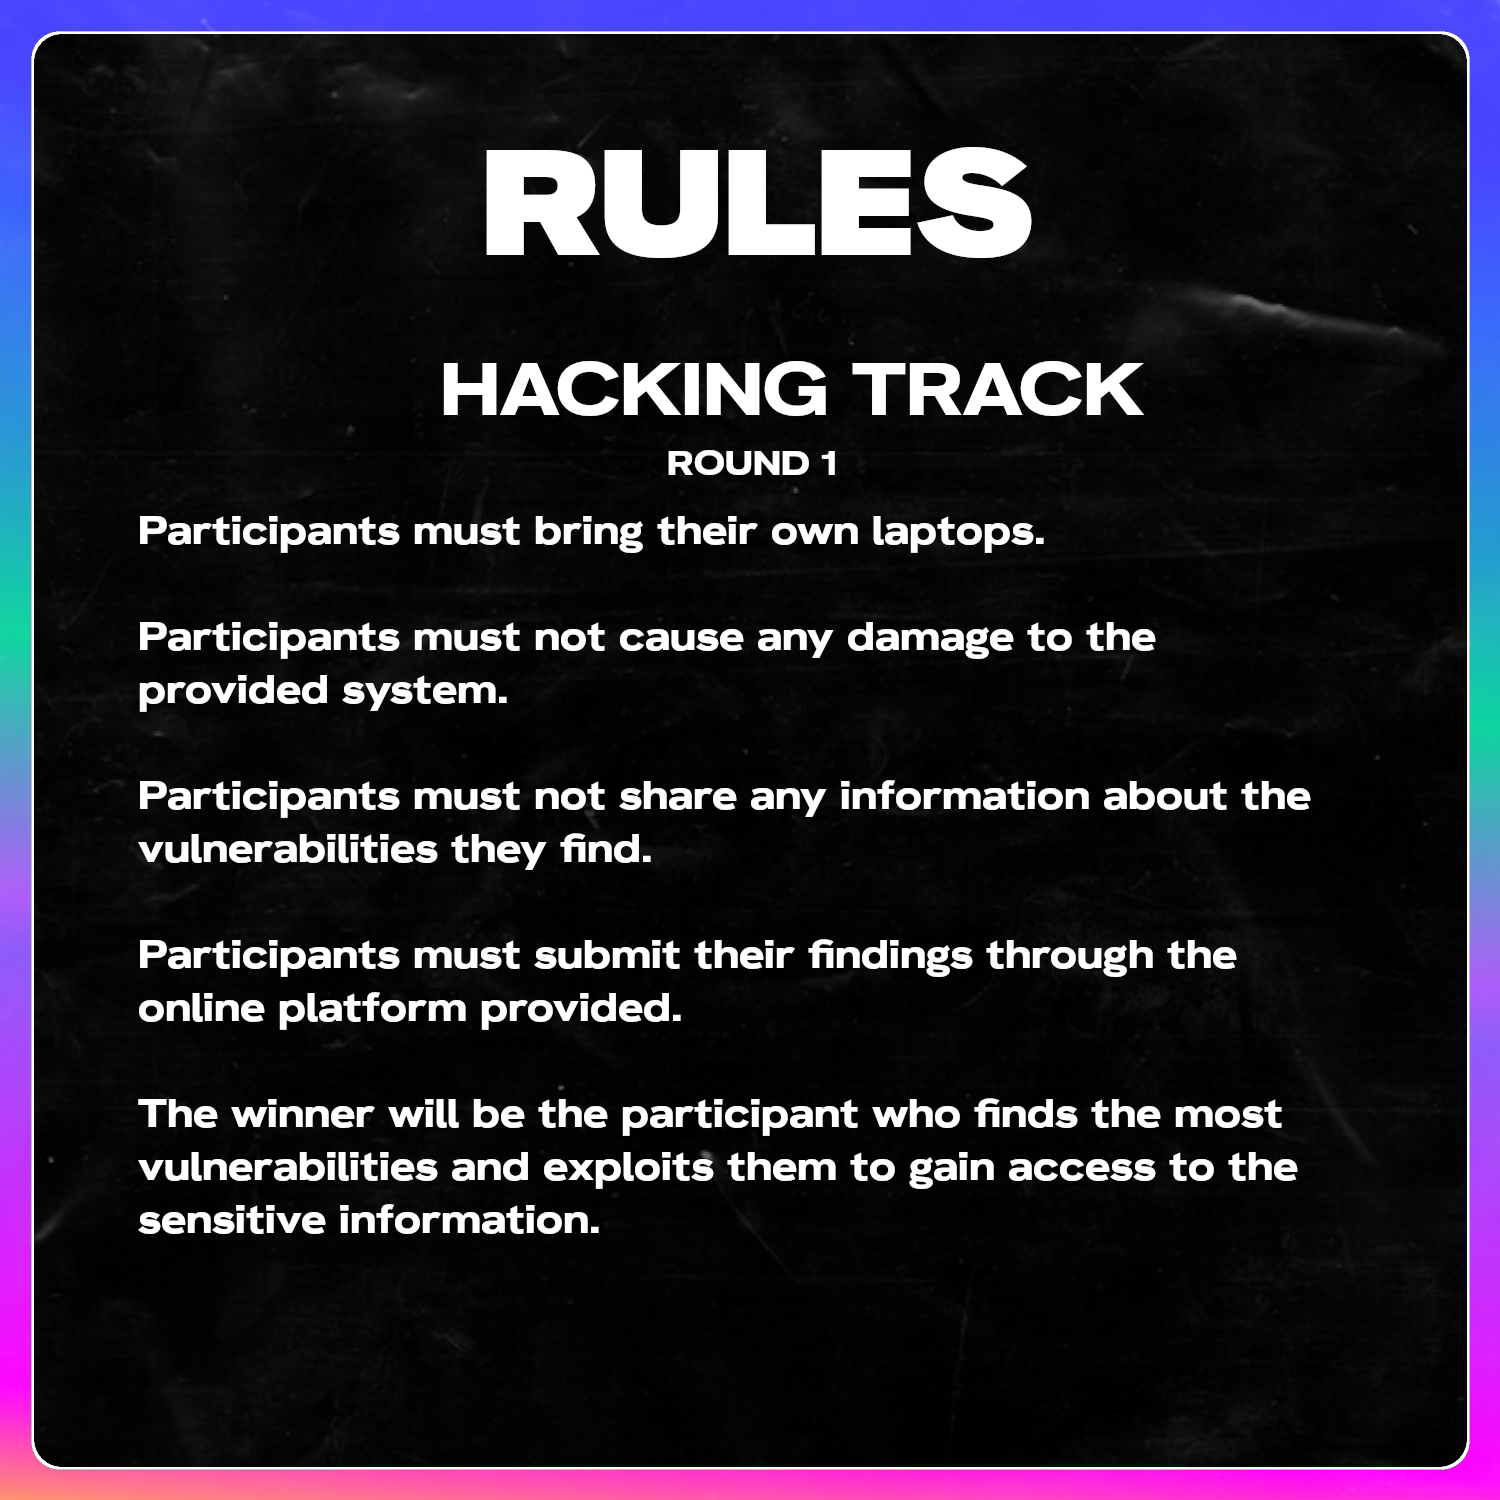 RULES
HACKING TRACK
ROUND 1
Participants must bring their own laptops.
Participants must not cause any damage to the
provided system.
Participants must not share any information about the
vulnerabilities they find.
Participants must submit their findings through the
online platform provided.
The winner will be the participant who finds the most
vulnerabilities and exploits them to gain access to the
sensitive information.